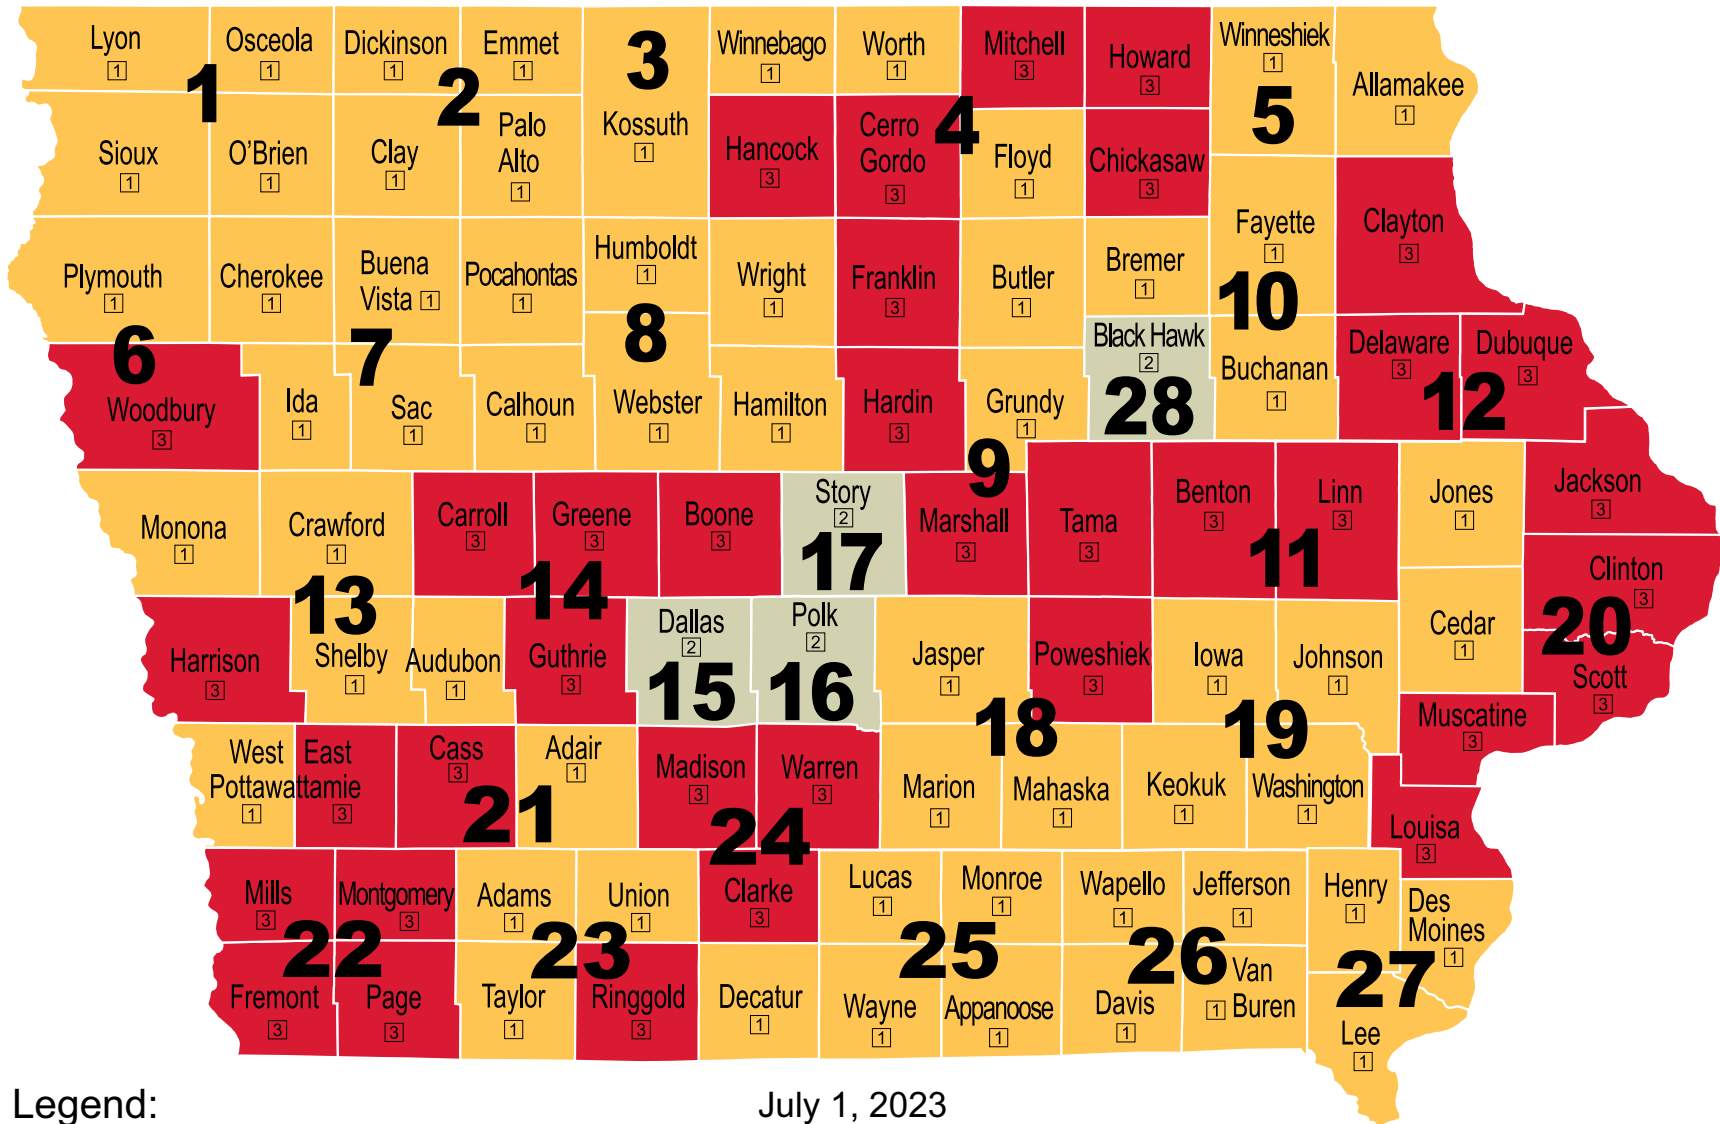 Lyon
1
Osceola
1
Dickinson
1
Emmet
1
3
Kossuth
1
Winnebago
1
Worth
1
Mitchell
3
Howard
3
Winneshiek
1
5
Allamakee
1
1
2
4
Sioux
1
O'Brien
1
Clay
1
Palo
Alto
1
Hancock
3
Cerro
Gordo
3
Floyd
1
Chickasaw
3
Plymouth
1
Cherokee
1
Buena
Vista 1
Pocahontas
1
Humboldt
1
Wright
1
Franklin
3
Butler
1
Bremer
1
Fayette
1
Clayton
3
6
7
8
10
Woodbury
3
Ida
1
Sac
1
Calhoun
1
Webster
1
Hamilton
1
Hardin
3
Grundy
1
Black Hawk
2
28
Buchanan
1
Delaware
3
Dubuque
3
12
9
Monona
1
Crawford
1
Carroll
3
Greene
3
Boone
3
Story
2
17
Marshall
3
Tama
3
Benton
3
Linn
3
11
Jones
1
Jackson
3
Clinton
3
13
14
20
Harrison
3
Shelby
1
Audubon
1
Guthrie
3
Dallas
2
15
Polk
2
16
Jasper
1
Poweshiek
3
Iowa
1
Johnson
1
Cedar
1
Scott
3
Muscatine
3
18
19
West East
Pottawattamie
1
3
Cass
3
21
Adair
1
Madison
3
Warren
3
24
Marion
1
Mahaska
1
Keokuk
1
Washington
1
Louisa
3
Mills
3
Montgomery
3
Adams
1
Union
1
Clarke
3
Lucas
1
Monroe
1
Wapello
1
Jefferson
1
Henry
1
Des
Moines
1
22
23
25
26
27
Fremont
3
Page
3
Taylor
1
Ringgold
3
Decatur
1
Wayne
1
Appanoose
1
Davis
1
Van
1 Buren
Lee
1
Legend:
July 1, 2023